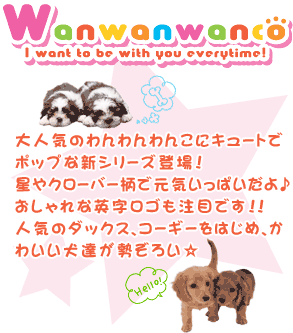 Wanwanwanco
I want to be with you everytime!
大人気のわんわんわんこにキュートで
ポップな新シリーズ登場！
星やクローバー柄で元気いっぱいだよ♪
おしゃれな英字ロゴも注目です！！
人気のダックス、コーギーをはじめ、か
わいい犬達が勢ぞろい☆
Hello!